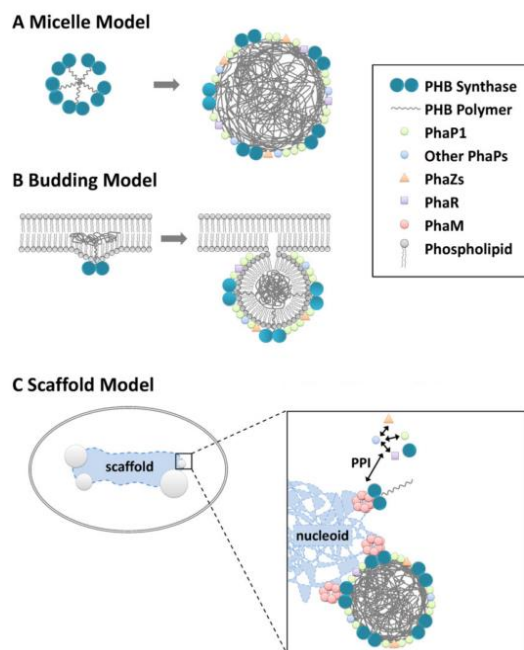 A Micelle Model
PHB Synthase
PHB Polymer
PhaP1
Other PhaPs
PhaZs
PhaR
PhaM
Phospholipid
B Budding Model
C Scaffold Model
scaffold
PPI
nucleoid